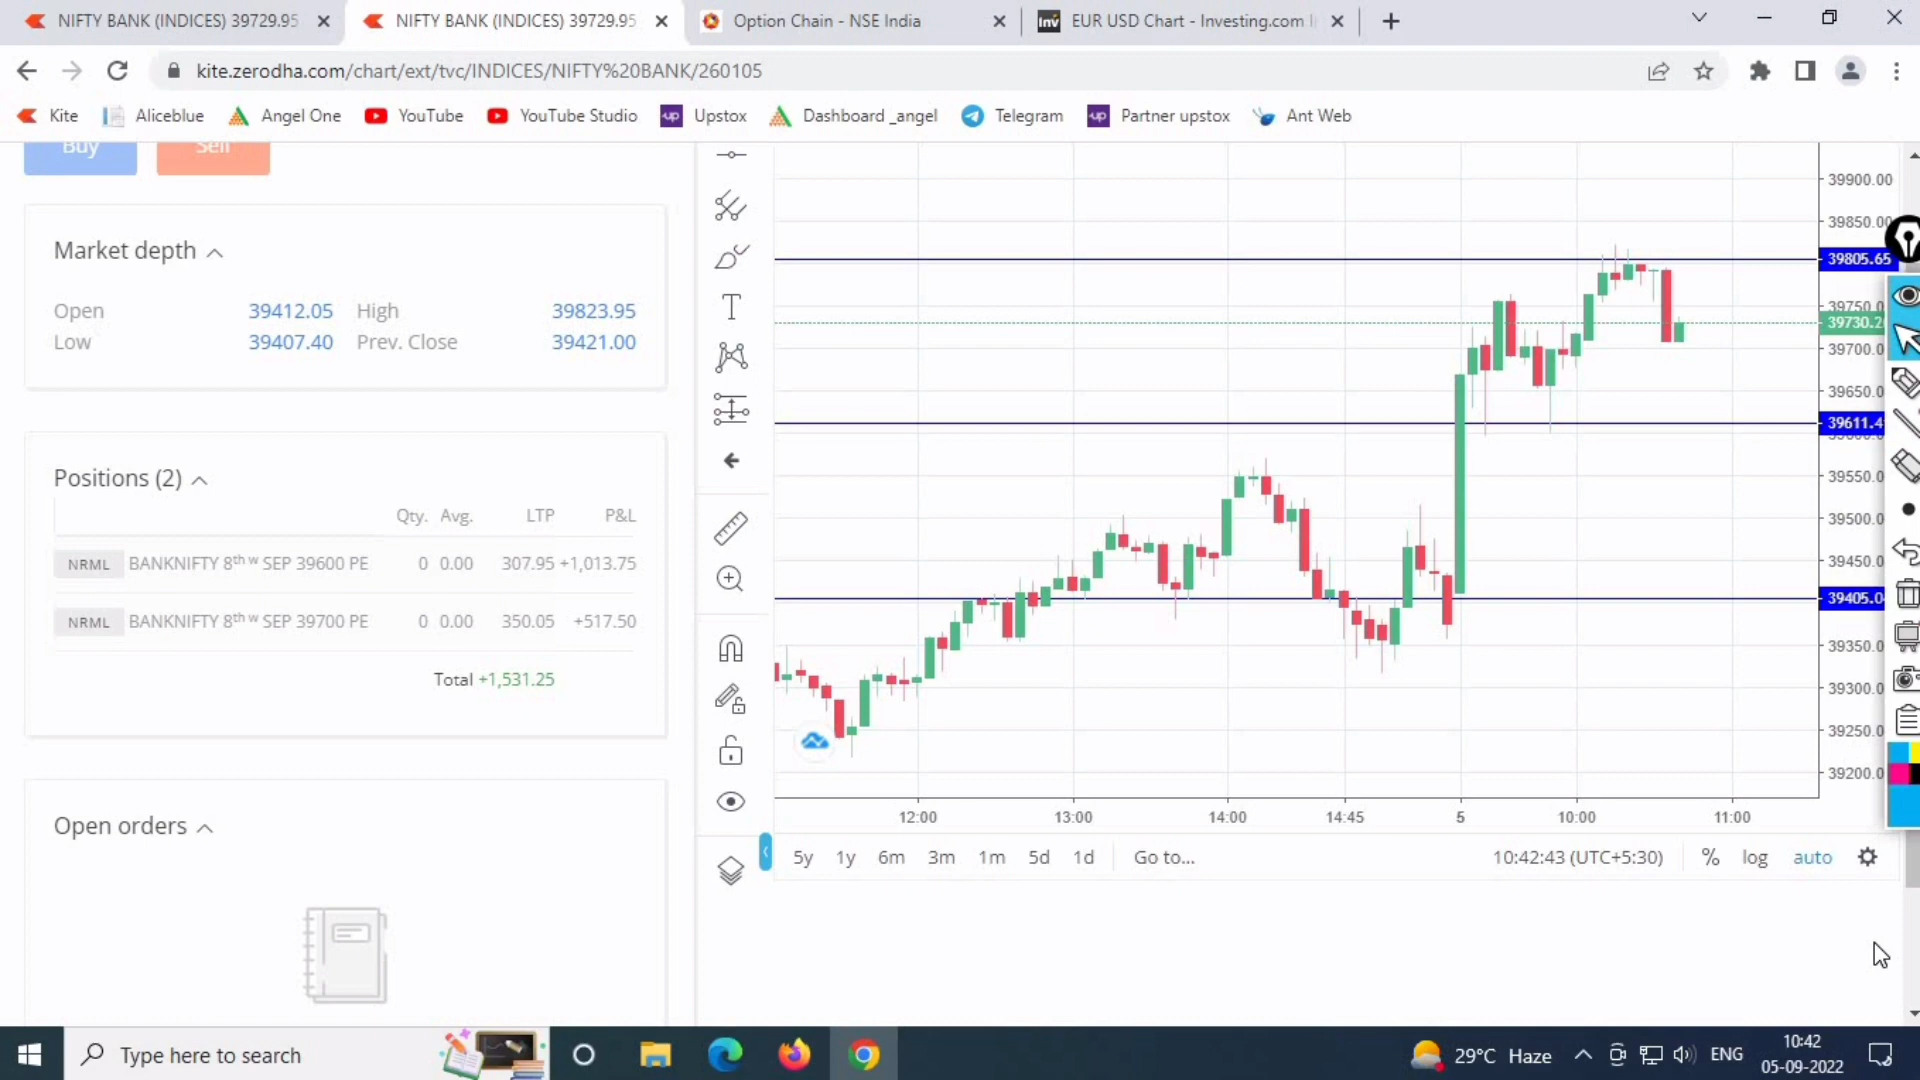 NIFTY BANK (INDICES) 39729.95
NIFTY BANK (INDICES) 39729.95
Option Chain - NSE India
Inv EUR USD Chart - Investing.com
kite.zerodha.com/chart/ext/tvc/INDICES/NIFTY%20BANK/260105
Kite
Aliceblue
Angel One
YouTube
YouTube Studio
up Upstox
Dashboard _angel
Telegram
up Partner upstox
Ant Web
Buy
Sell
Market depth
Open 39412.05 High 39823.95
Low 39407.40 Prev. Close 39421.00
Positions (2)
Qty. Avg. LTP P&L
NRML BANKNIFTY 8th w SEP 39600 PE 0 0.00 307.95 +1,013.75
NRML BANKNIFTY 8th w SEP 39700 PE 0 0.00 350.05 +517.50
Total +1,531.25
Open orders
T
39900.00
39850.00
39805.65
39750.0
39730.2
39700.0
39650.0
39611.4
39550.0
39500.0
39450.0
39405.0
39350.0
39300.0
39250.0
39200.0
12:00 13:00 14:00 14:45 5 10:00 11:00
5y 1y 6m 3m 1m 5d 1d Go to... 10:42:43 (UTC+5:30) % log auto
Type here to search
29°C Haze
ENG
10:42
05-09-2022